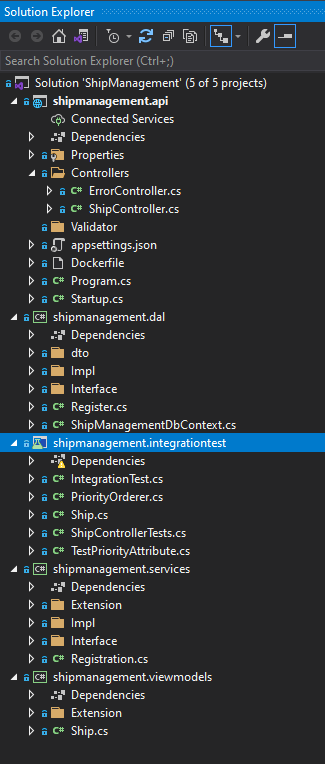 Solution Explorer
Search Solution Explorer (Ctrl+;)
Solution 'ShipManagement' (5 of 5 projects)
shipmanagement.api
Connected Services
Dependencies
Properties
Controllers
C# ErrorController.cs
C# ShipController.cs
Validator
appsettings.json
Dockerfile
C# Program.cs
C# Startup.cs
C# shipmanagement.dal
Dependencies
dto
Impl
Interface
C# Register.cs
C# ShipManagementDbContext.cs
shipmanagement.integrationtest
Dependencies
C# IntegrationTest.cs
C# PriorityOrderer.cs
C# Ship.cs
C# ShipControllerTests.cs
C# TestPriorityAttribute.cs
C# shipmanagement.services
Dependencies
Extension
Impl
Interface
C# Registration.cs
C# shipmanagement.viewmodels
Dependencies
Extension
C# Ship.cs